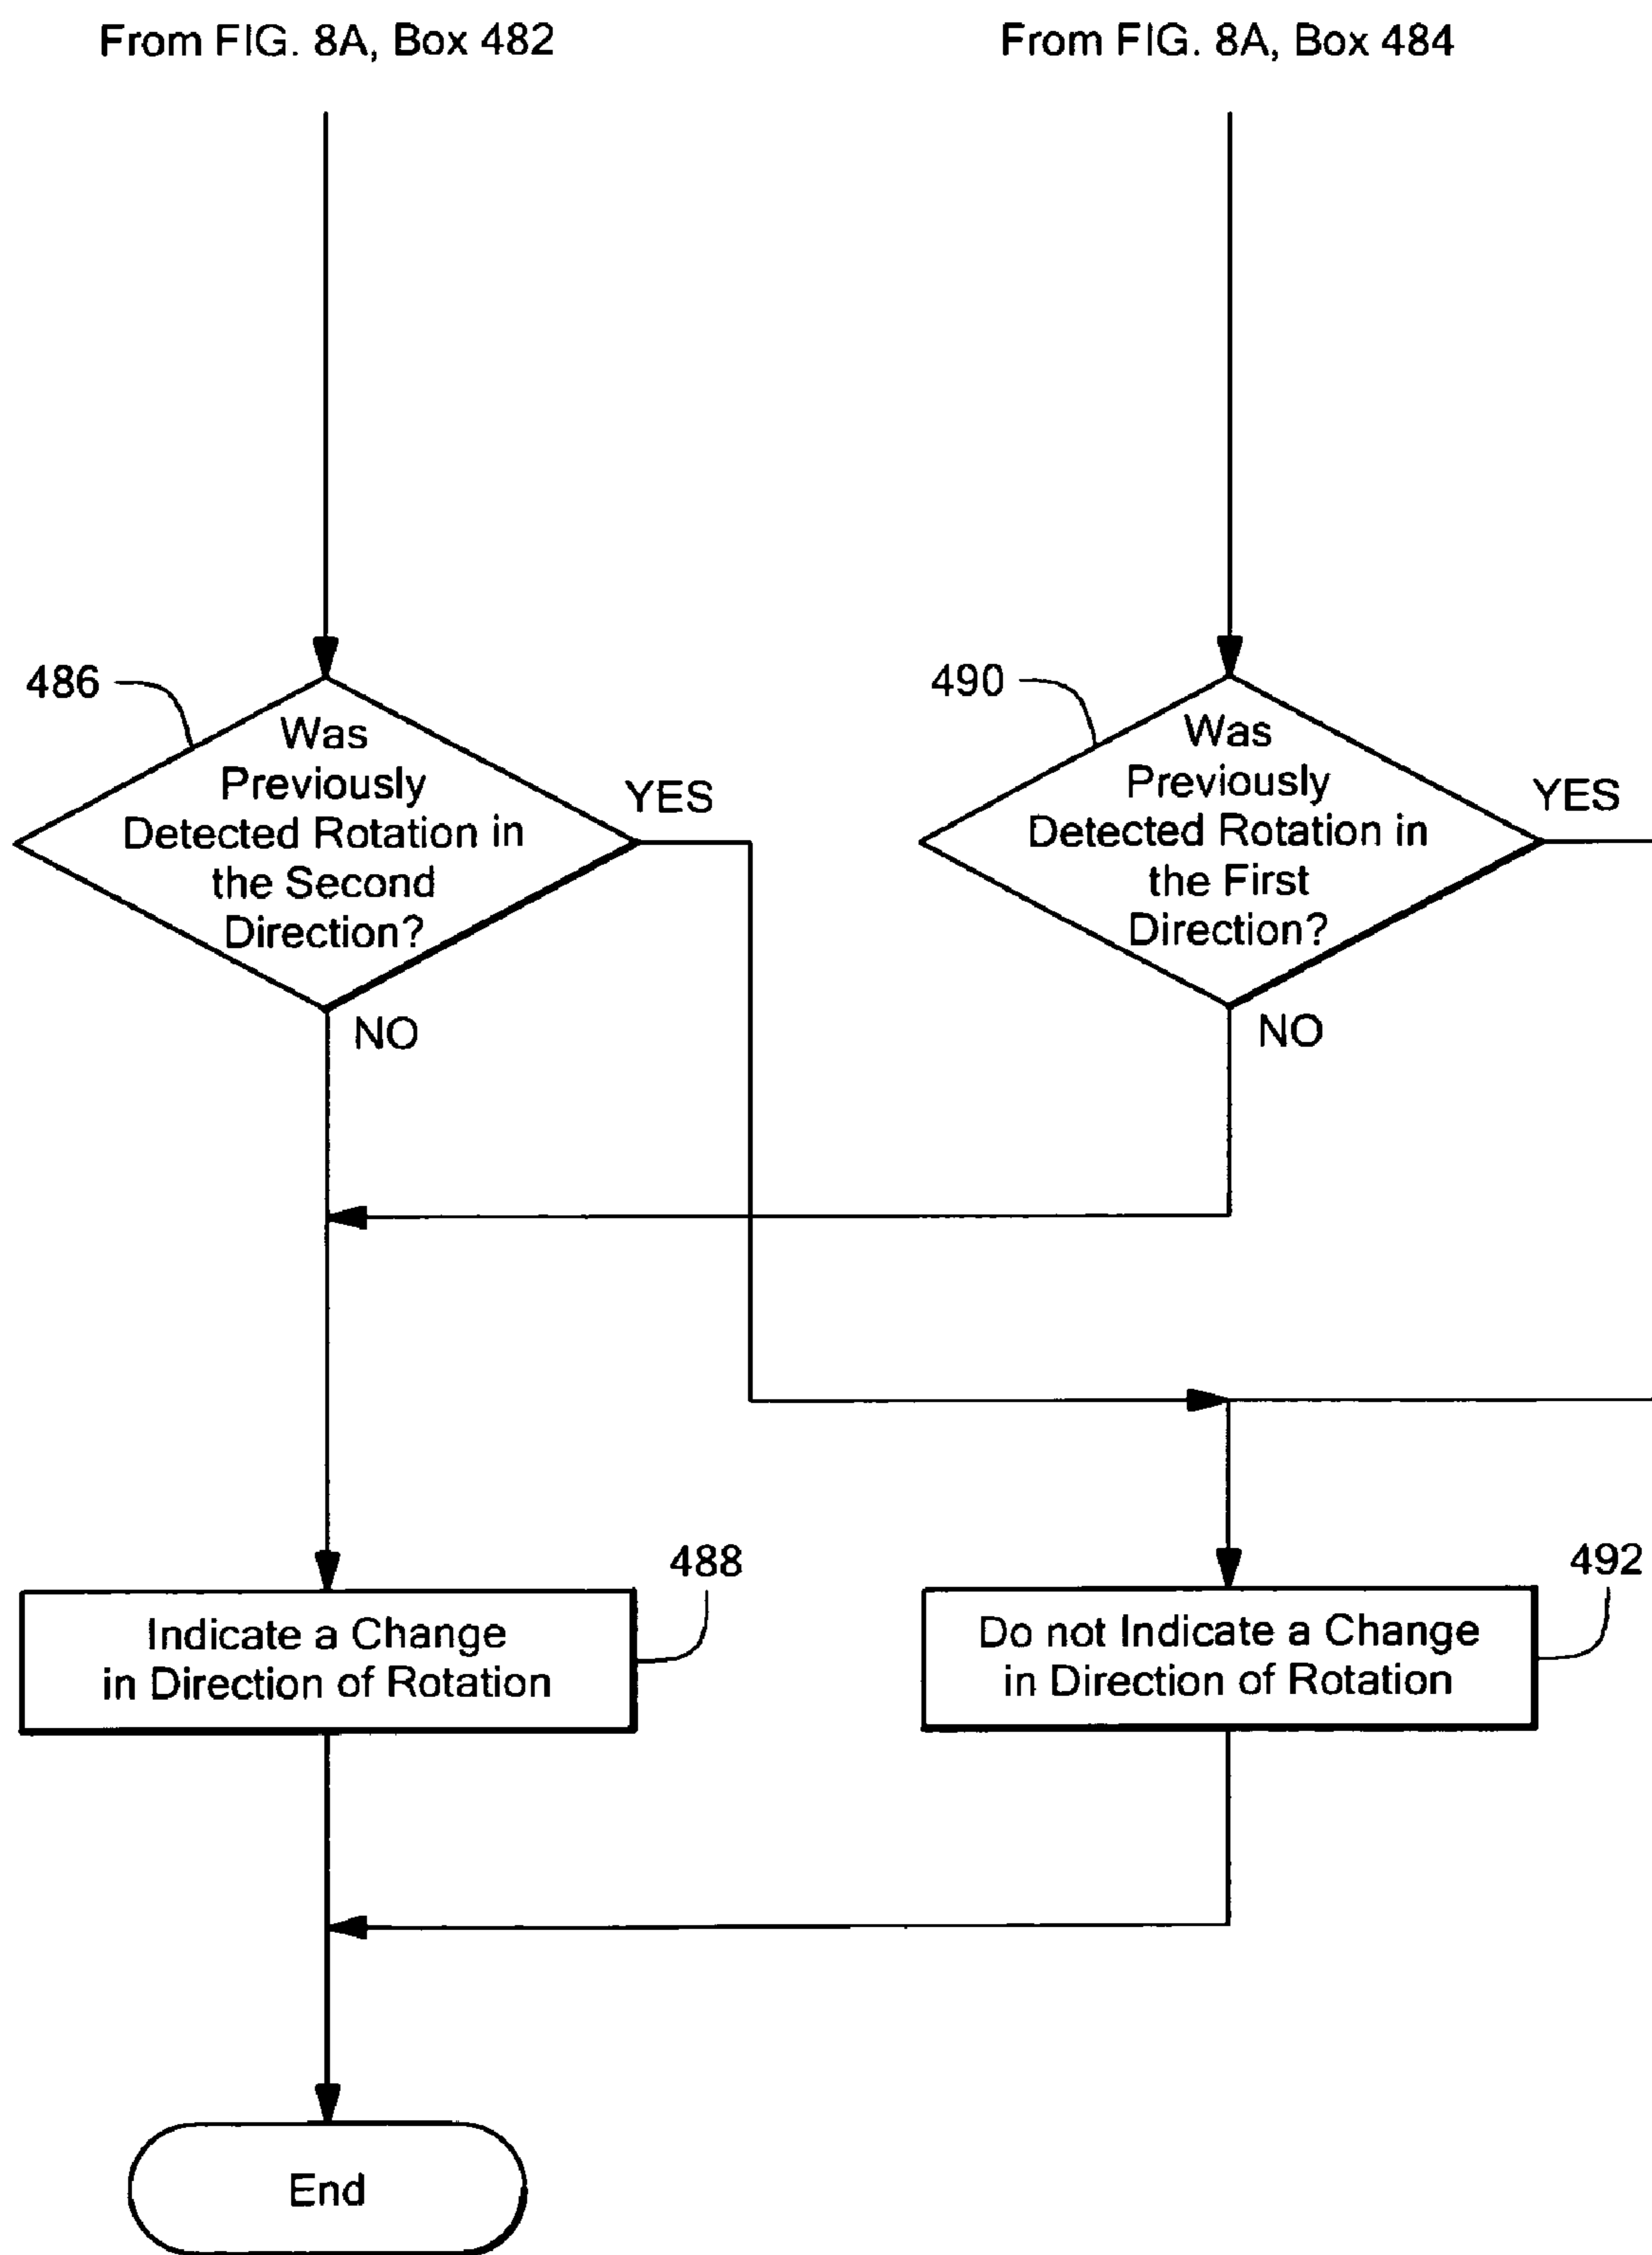 From FIG. 8A, Box 482
From FIG. 8A, Box 484
486
Was
Previously
Detected Rotation in
the Second
Direction?
YES
NO
490
Was
Previously
Detected Rotation in
the First
Direction?
YES
NO
488
Indicate a Change
in Direction of Rotation
492
Do not Indicate a Change
in Direction of Rotation
End